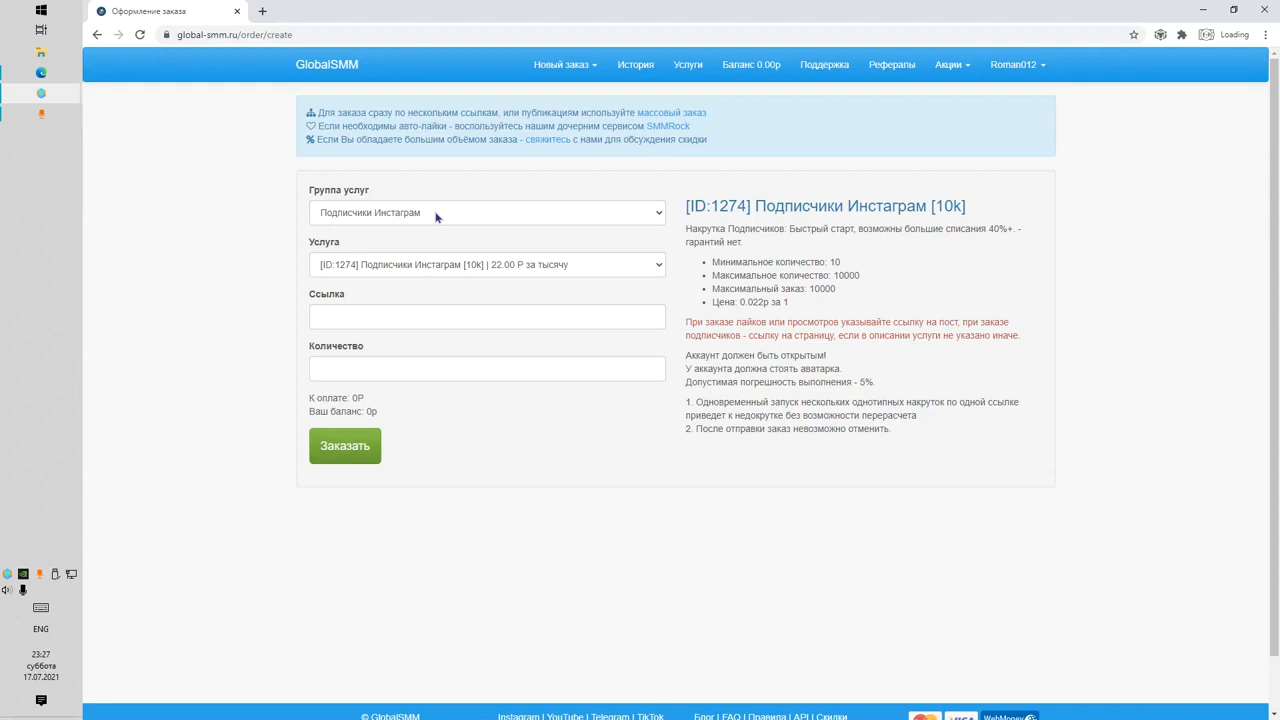 Оформление заказа
global-smm.ru/order/create
Loading
GlobalSMM
Новый заказ
История
Услуги
Баланс 0.00р
Поддержка
Рефералы
Акции
Roman012
Для заказа сразу по нескольким ссылкам, или публикациям используйте массовый заказ
Если необходимы авто-лайки - воспользуйтесь нашим дочерним сервисом SMMRock
Если Вы обладаете большим объёмом заказа - свяжитесь с нами для обсуждения скидки
Группа услуг
Подписчики Инстаграм
Услуга
[ID:1274] Подписчики Инстаграм [10k] | 22.00 Р за тысячу
Ссылка
Количество
К оплате: 0Р
Ваш баланс: 0р
Заказать
[ID:1274] Подписчики Инстаграм [10k]
Накрутка Подписчиков: Быстрый старт, возможны большие списания 40%+. -
гарантий нет.
Минимальное количество: 10
Максимальное количество: 10000
Максимальный заказ: 10000
Цена: 0.022р за 1
При заказе лайков или просмотров указывайте ссылку на пост, при заказе
подписчиков - ссылку на страницу, если в описании услуги не указано иначе.
Аккаунт должен быть открытым!
У аккаунта должна стоять аватарка.
Допустимая погрешность выполнения - 5%.
1. Одновременный запуск нескольких однотипных накруток по одной ссылке
приведет к недокрутке без возможности перерасчета
2. После отправки заказ невозможно отменить.
ENG
23:27
суббота
17.07.2021
© GlobalSMM
Instagram | YouTube | Telegram | TikTok
Блог | FAQ | Правила | API | Скидки
VISA
WebMoney